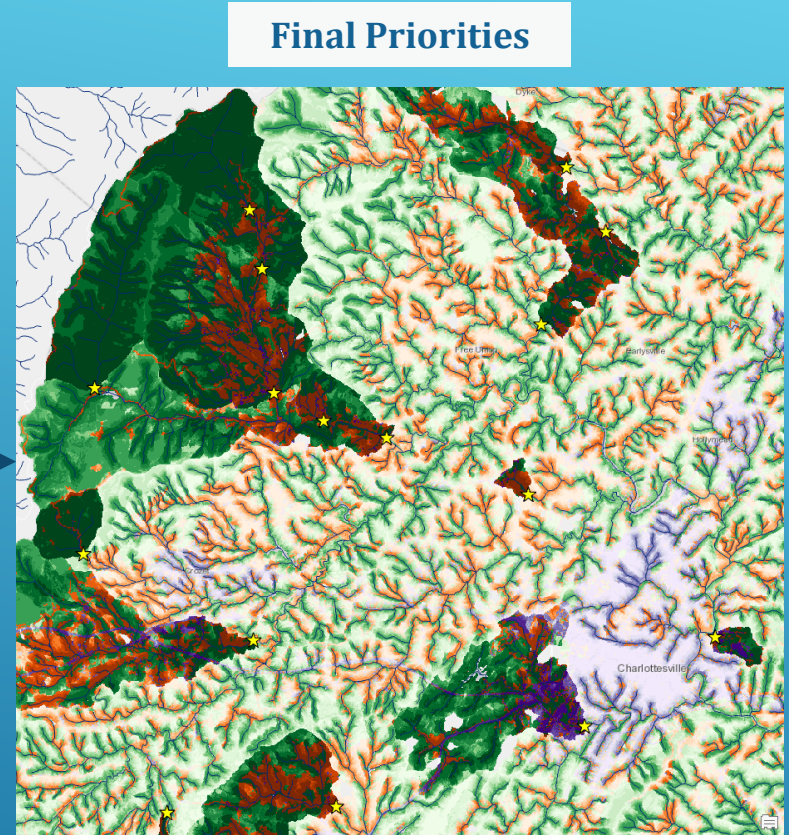 Final Priorities
Dyke
Free Union
Earlysville
Hollymead
Crozet
Charlottesville